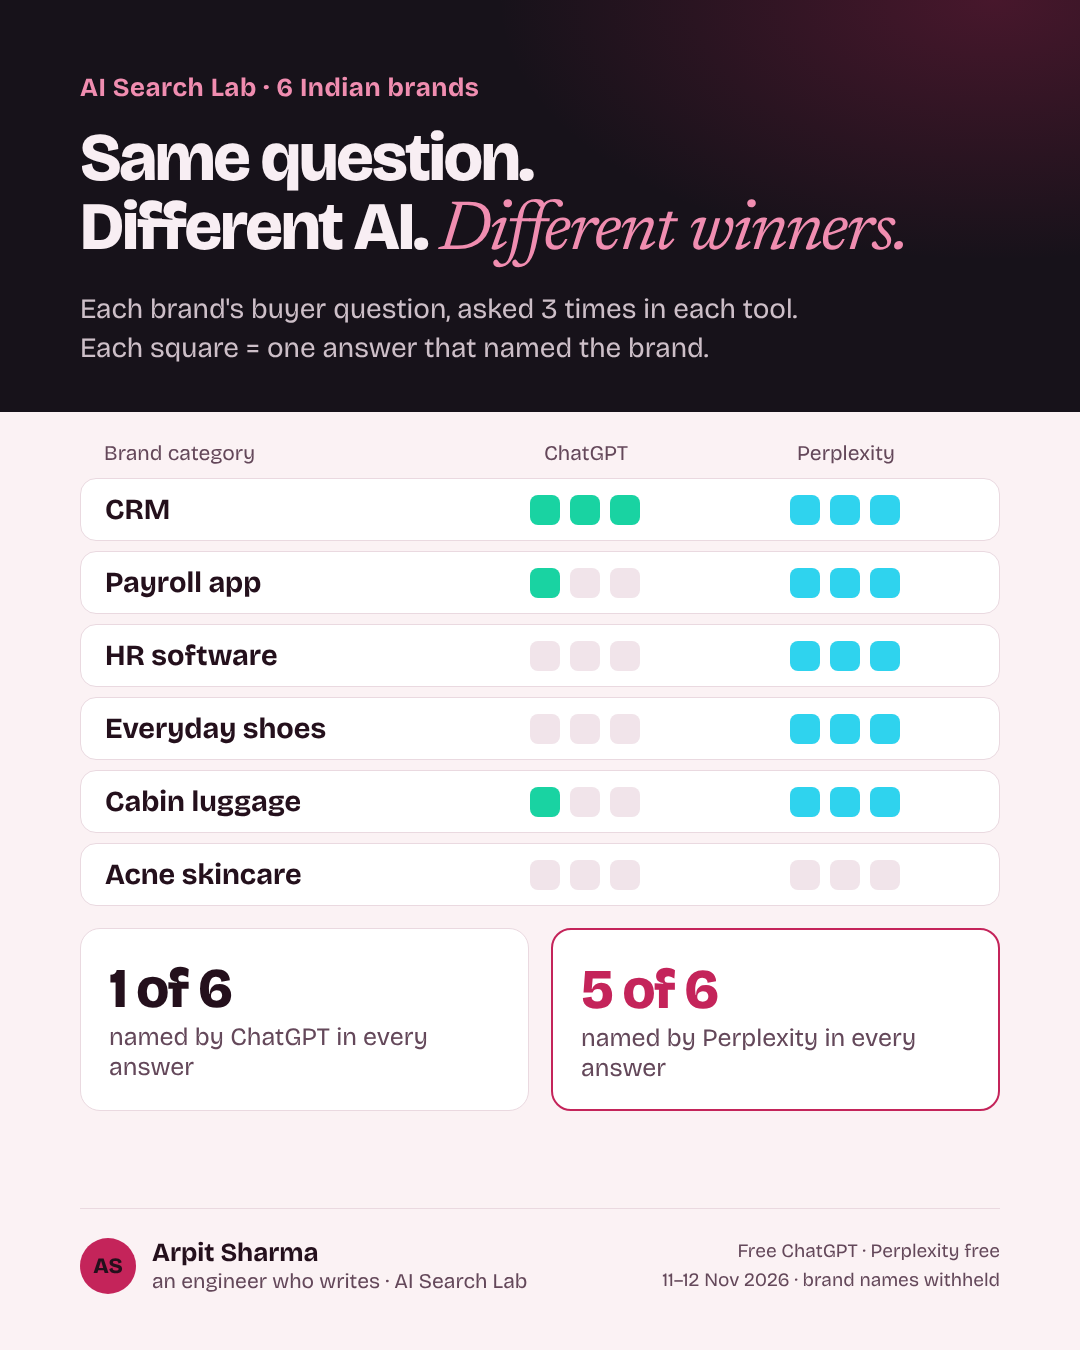 AI Search Lab · 6 Indian brands
Same question.
Different AI. Different winners.
Each brand's buyer question, asked 3 times in each tool.
Each square = one answer that named the brand.
Brand category ChatGPT Perplexity
CRM
Payroll app
HR software
Everyday shoes
Cabin luggage
Acne skincare
1 of 6
named by ChatGPT in every
answer
5 of 6
named by Perplexity in every
answer
AS
Arpit Sharma
an engineer who writes · AI Search Lab
Free ChatGPT · Perplexity free
11–12 Nov 2026 · brand names withheld